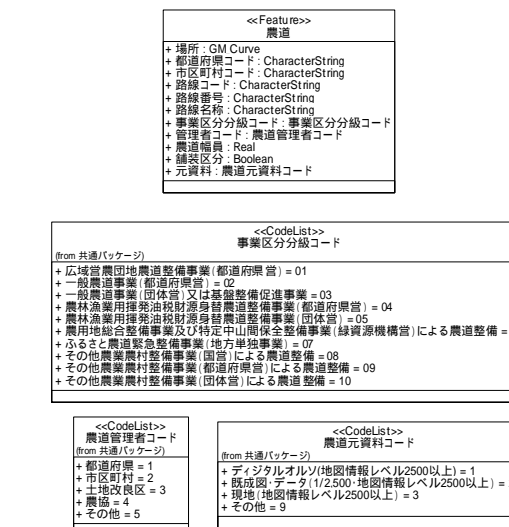 <<Feature>>
農道
+ 場所 : GM Curve
+ 都道府県コード : CharacterString
+ 市区町村コード : CharacterString
+ 路線コード : CharacterString
+ 路線番号 : CharacterString
+ 路線名称 : CharacterString
+ 事業区分分級コード : 事業区分分級コード
+ 管理者コード : 農道管理者コード
+ 農道幅員 : Real
+ 舗装区分 : Boolean
+ 元資料 : 農道元資料コード
<<CodeList>>
事業区分分級コード
(from 共通パッケージ)
+ 広域営農団地農道整備事業(都道府県営) = 01
+ 一般農道事業(都道府県営) = 02
+ 一般農道事業(団体営)又は基盤整備促進事業 = 03
+ 農林漁業用揮発油税財源身替農道整備事業(都道府県営) = 04
+ 農林漁業用揮発油税財源身替農道整備事業(団体営) = 05
+ 農用地総合整備事業及び特定中山間保全整備事業(緑資源機構営)による農道整備 =
+ ふるさと農道緊急整備事業(地方単独事業) = 07
+ その他農業農村整備事業(国営)による農道整備 = 08
+ その他農業農村整備事業(都道府県営)による農道整備 = 09
+ その他農業農村整備事業(団体営)による農道整備 = 10
<<CodeList>>
農道管理者コード
(from 共通パッケージ)
+ 都道府県 = 1
+ 市区町村 = 2
+ 土地改良区 = 3
+ 農協 = 4
+ その他 = 5
<<CodeList>>
農道元資料コード
(from 共通パッケージ)
+ ディジタルオルソ(地図情報レベル2500以上) = 1
+ 既成図・データ(1/2,500・地図情報レベル2500以上) =
+ 現地(地図情報レベル2500以上) = 3
+ その他 = 9